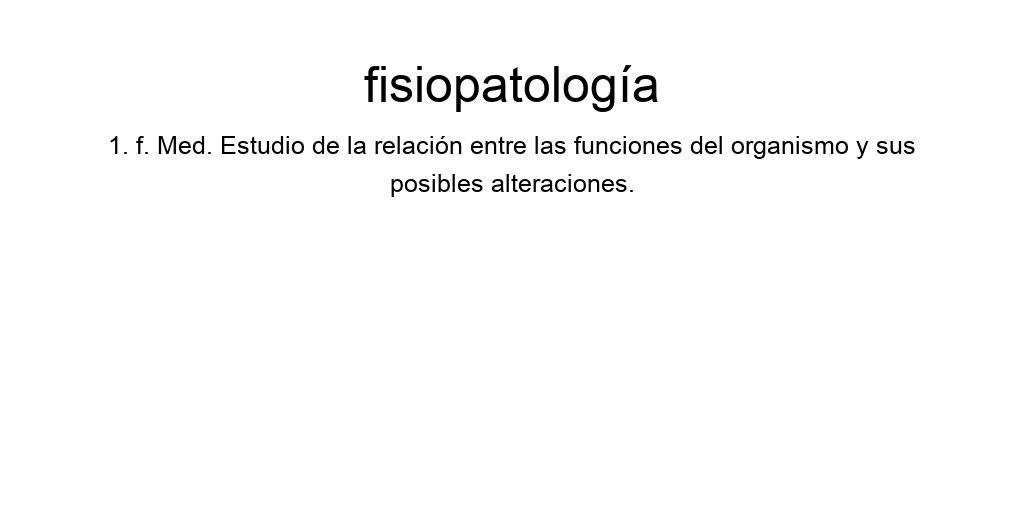 fisiopatología
1. f. Med. Estudio de la relación entre las funciones del organismo y sus
posibles alteraciones.